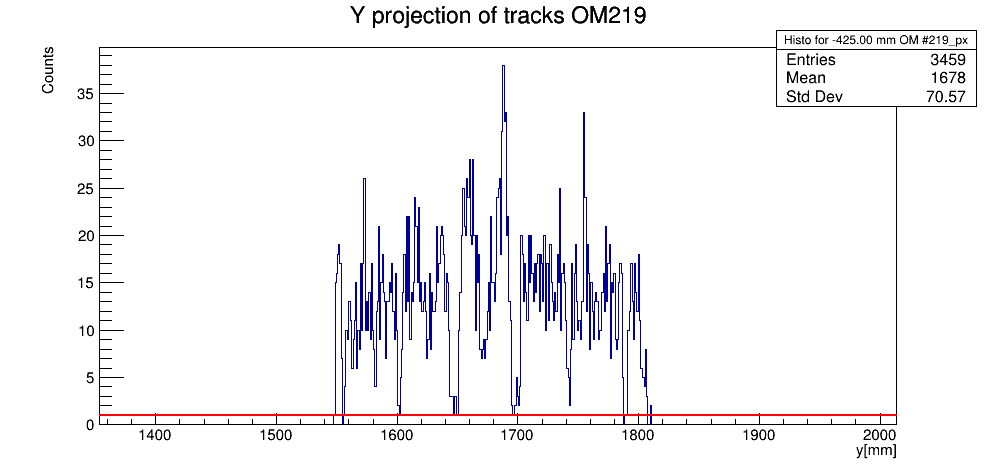 Y projection of tracks OM219
Histo for -425.00 mm OM #219_px
Entries 3459
Mean 1678
Std Dev 70.57
Counts
35
30
25
20
15
10
5
0
1400 1500 1600 1700 1800 1900 2000
y[mm]